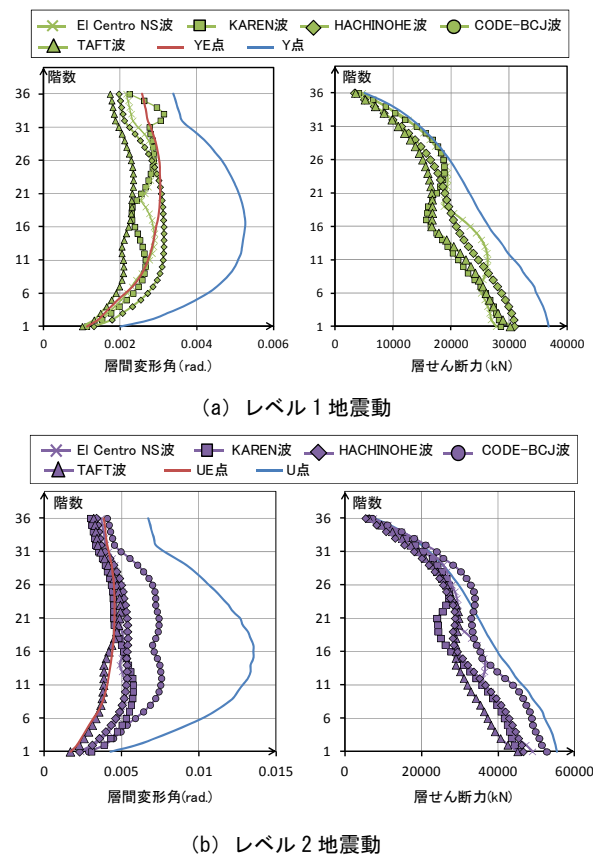 El Centro NS波 KAREN波 HACHINOHE波 CODE-BCJ波
TAFT波 YE点 Y点
階数
36
31
26
21
16
11
6
1
0 0.002 0.004 0.006
層間変形角(rad.)
階数
36
31
26
21
16
11
6
1
0 10000 20000 30000 40000
層せん断力(kN)
(a) レベル1地震動
El Centro NS波 KAREN波 HACHINOHE波 CODE-BCJ波
TAFT波 UE点 U点
階数
36
31
26
21
16
11
6
1
0 0.005 0.01 0.015
層間変形角(rad.)
階数
36
31
26
21
16
11
6
1
0 20000 40000 60000
層せん断力(kN)
(b) レベル2地震動